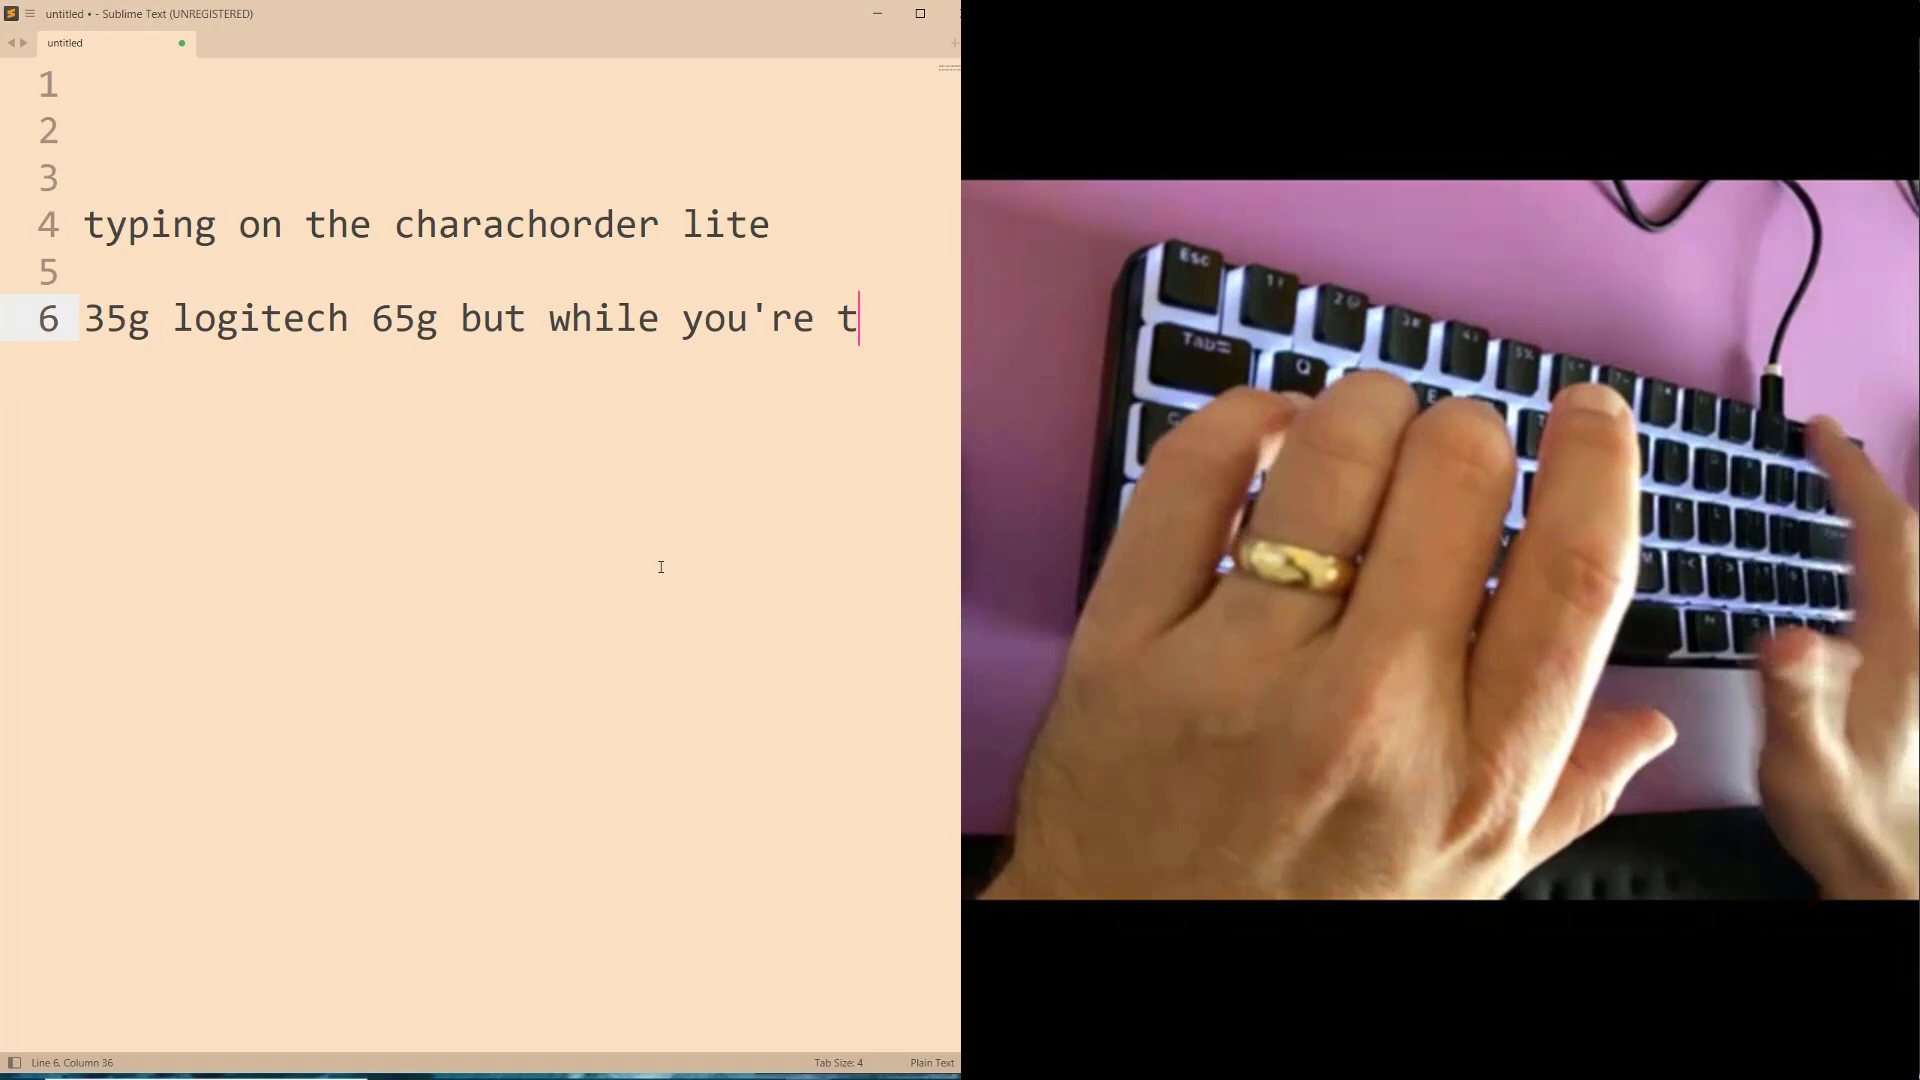 untitled • - Sublime Text (UNREGISTERED)
untitled
1
2
3
4 typing on the charachorder lite
5
6 35g logitech 65g but while you're t
Line 6, Column 36
Tab Size: 4
Plain Text
Esc
Tab
Q
E